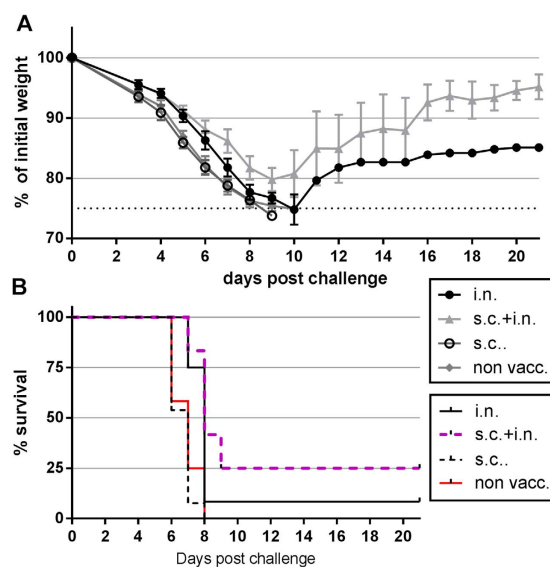 A
100
90
80
70
% of initial weight
0 2 4 6 8 10 12 14 16 18 20
days post challenge
i.n.
s.c.+i.n.
s.c..
non vacc.
B
100
75
50
25
0
% survival
0 2 4 6 8 10 12 14 16 18 20
Days post challenge
i.n.
s.c.+i.n.
s.c..
non vacc.